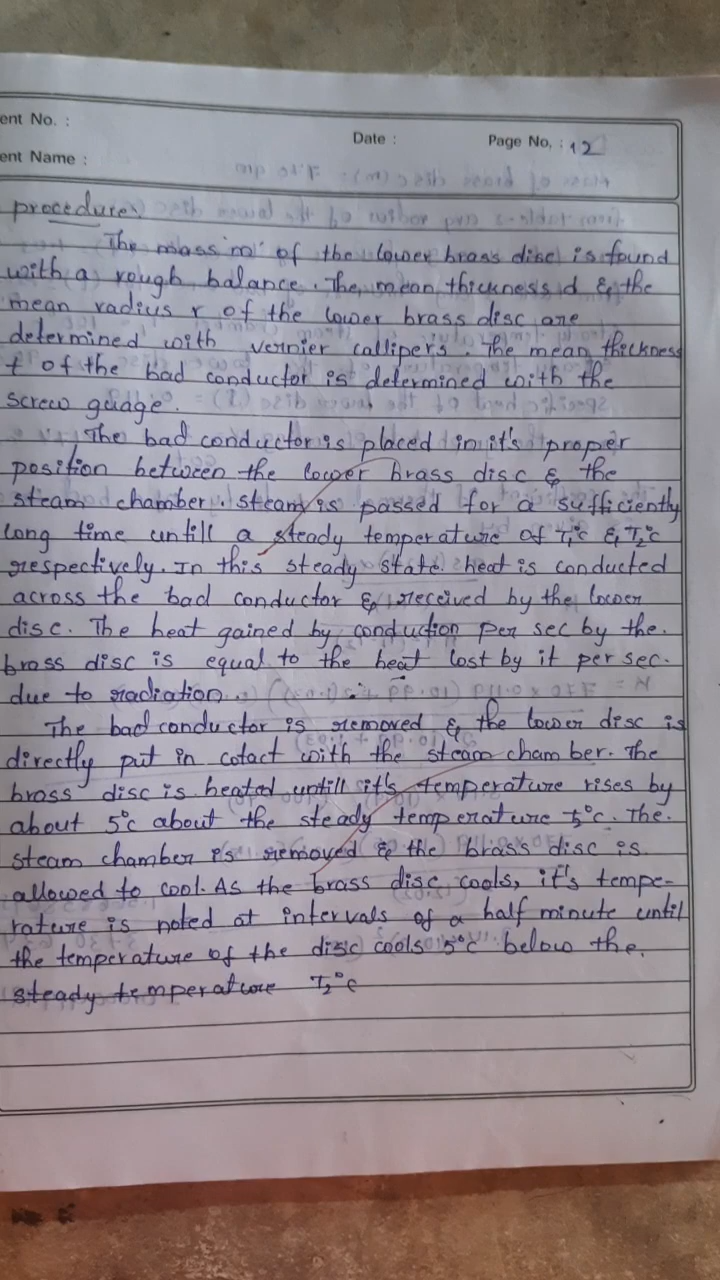 ent No. :
Date :
Page No. : 12
ent Name :
procedure:
The mass 'm' of the lower brass disc is found
with a rough balance. The mean thickness d & the
mean radius r of the lower brass disc are
determined with vernier callipers. The mean thickness
t of the bad conductor is determined with the
screw guage.
The bad conductor is placed in it's proper
position between the lower brass disc & the
steam chamber. steam is passed for a sufficiently
long time untill a steady temperature of T₁°c & T₂°c
respectively. In this steady state heat is conducted
across the bad conductor & received by the lower
disc. The heat gained by conduction per sec by the.
brass disc is equal to the heat lost by it per sec.
due to radiation.
The bad conductor is removed & the lower disc is
directly put in cotact with the steam chamber. The
brass disc is heated untill it's temperature rises by
about 5°c about the steady temperature T₂°c. The.
steam chamber is removed & the brass disc is
allowed to cool. As the brass disc cools, it's tempe-
rature is noted at intervals of a half minute until
the temperature of the disc cools 5°c below the.
steady temperature T₂°c